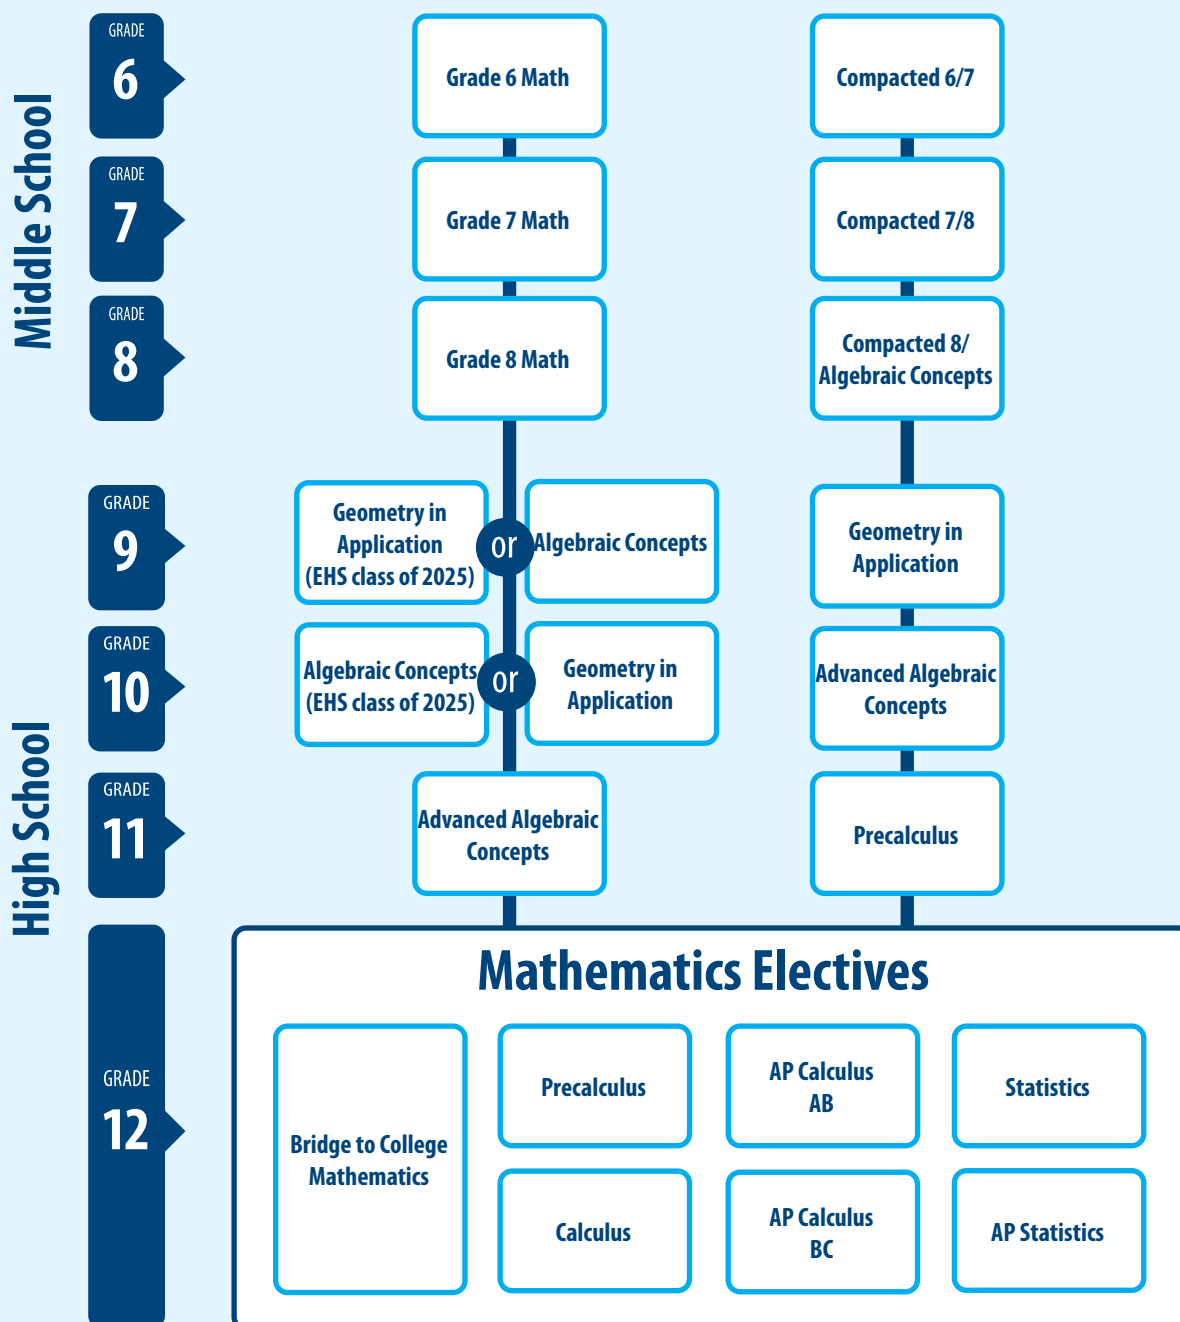 Middle School
GRADE
6
Grade 6 Math
Compacted 6/7
GRADE
7
Grade 7 Math
Compacted 7/8
GRADE
8
Grade 8 Math
Compacted 8/
Algebraic Concepts
High School
GRADE
9
Geometry in
Application
(EHS class of 2025)
or
Algebraic Concepts
Geometry in
Application
GRADE
10
Algebraic Concepts
(EHS class of 2025)
or
Geometry in
Application
Advanced Algebraic
Concepts
GRADE
11
Advanced Algebraic
Concepts
Precalculus
GRADE
12
Mathematics Electives
Bridge to College
Mathematics
Precalculus
AP Calculus
AB
Statistics
Calculus
AP Calculus
BC
AP Statistics